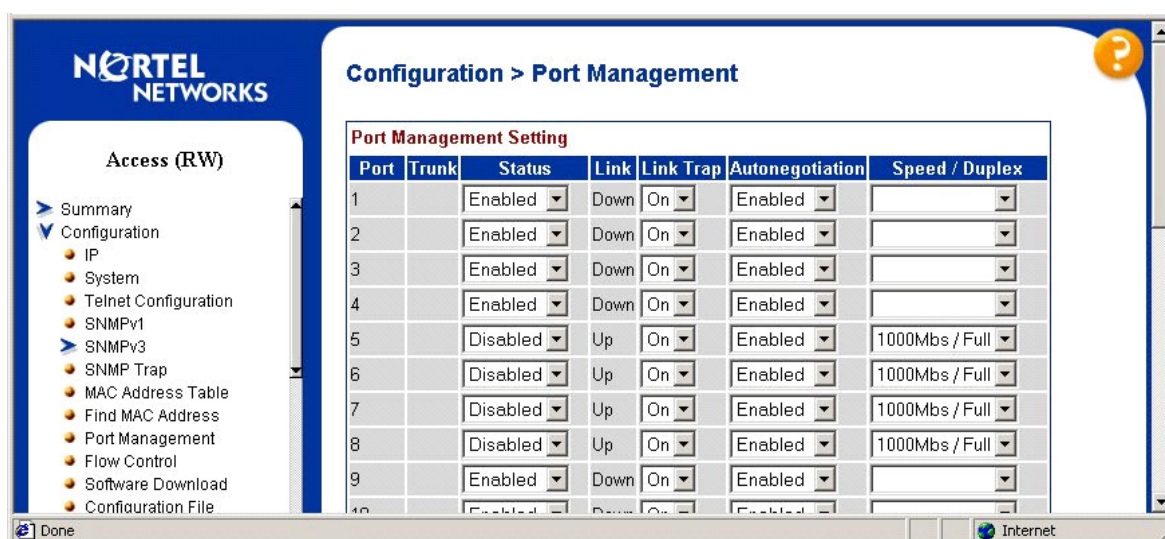 NORTEL
NETWORKS
Access (RW)
Summary
Configuration
IP
System
Telnet Configuration
SNMPv1
SNMPv3
SNMP Trap
MAC Address Table
Find MAC Address
Port Management
Flow Control
Software Download
Configuration File
Configuration > Port Management
?
Port Management Setting
Port Trunk Status Link Link Trap Autonegotiation Speed / Duplex
1 Enabled Down On Enabled
2 Enabled Down On Enabled
3 Enabled Down On Enabled
4 Enabled Down On Enabled
5 Disabled Up On Enabled 1000Mbs / Full
6 Disabled Up On Enabled 1000Mbs / Full
7 Disabled Up On Enabled 1000Mbs / Full
8 Disabled Up On Enabled 1000Mbs / Full
9 Enabled Down On Enabled
10 Enabled Down On Enabled
Done
Internet